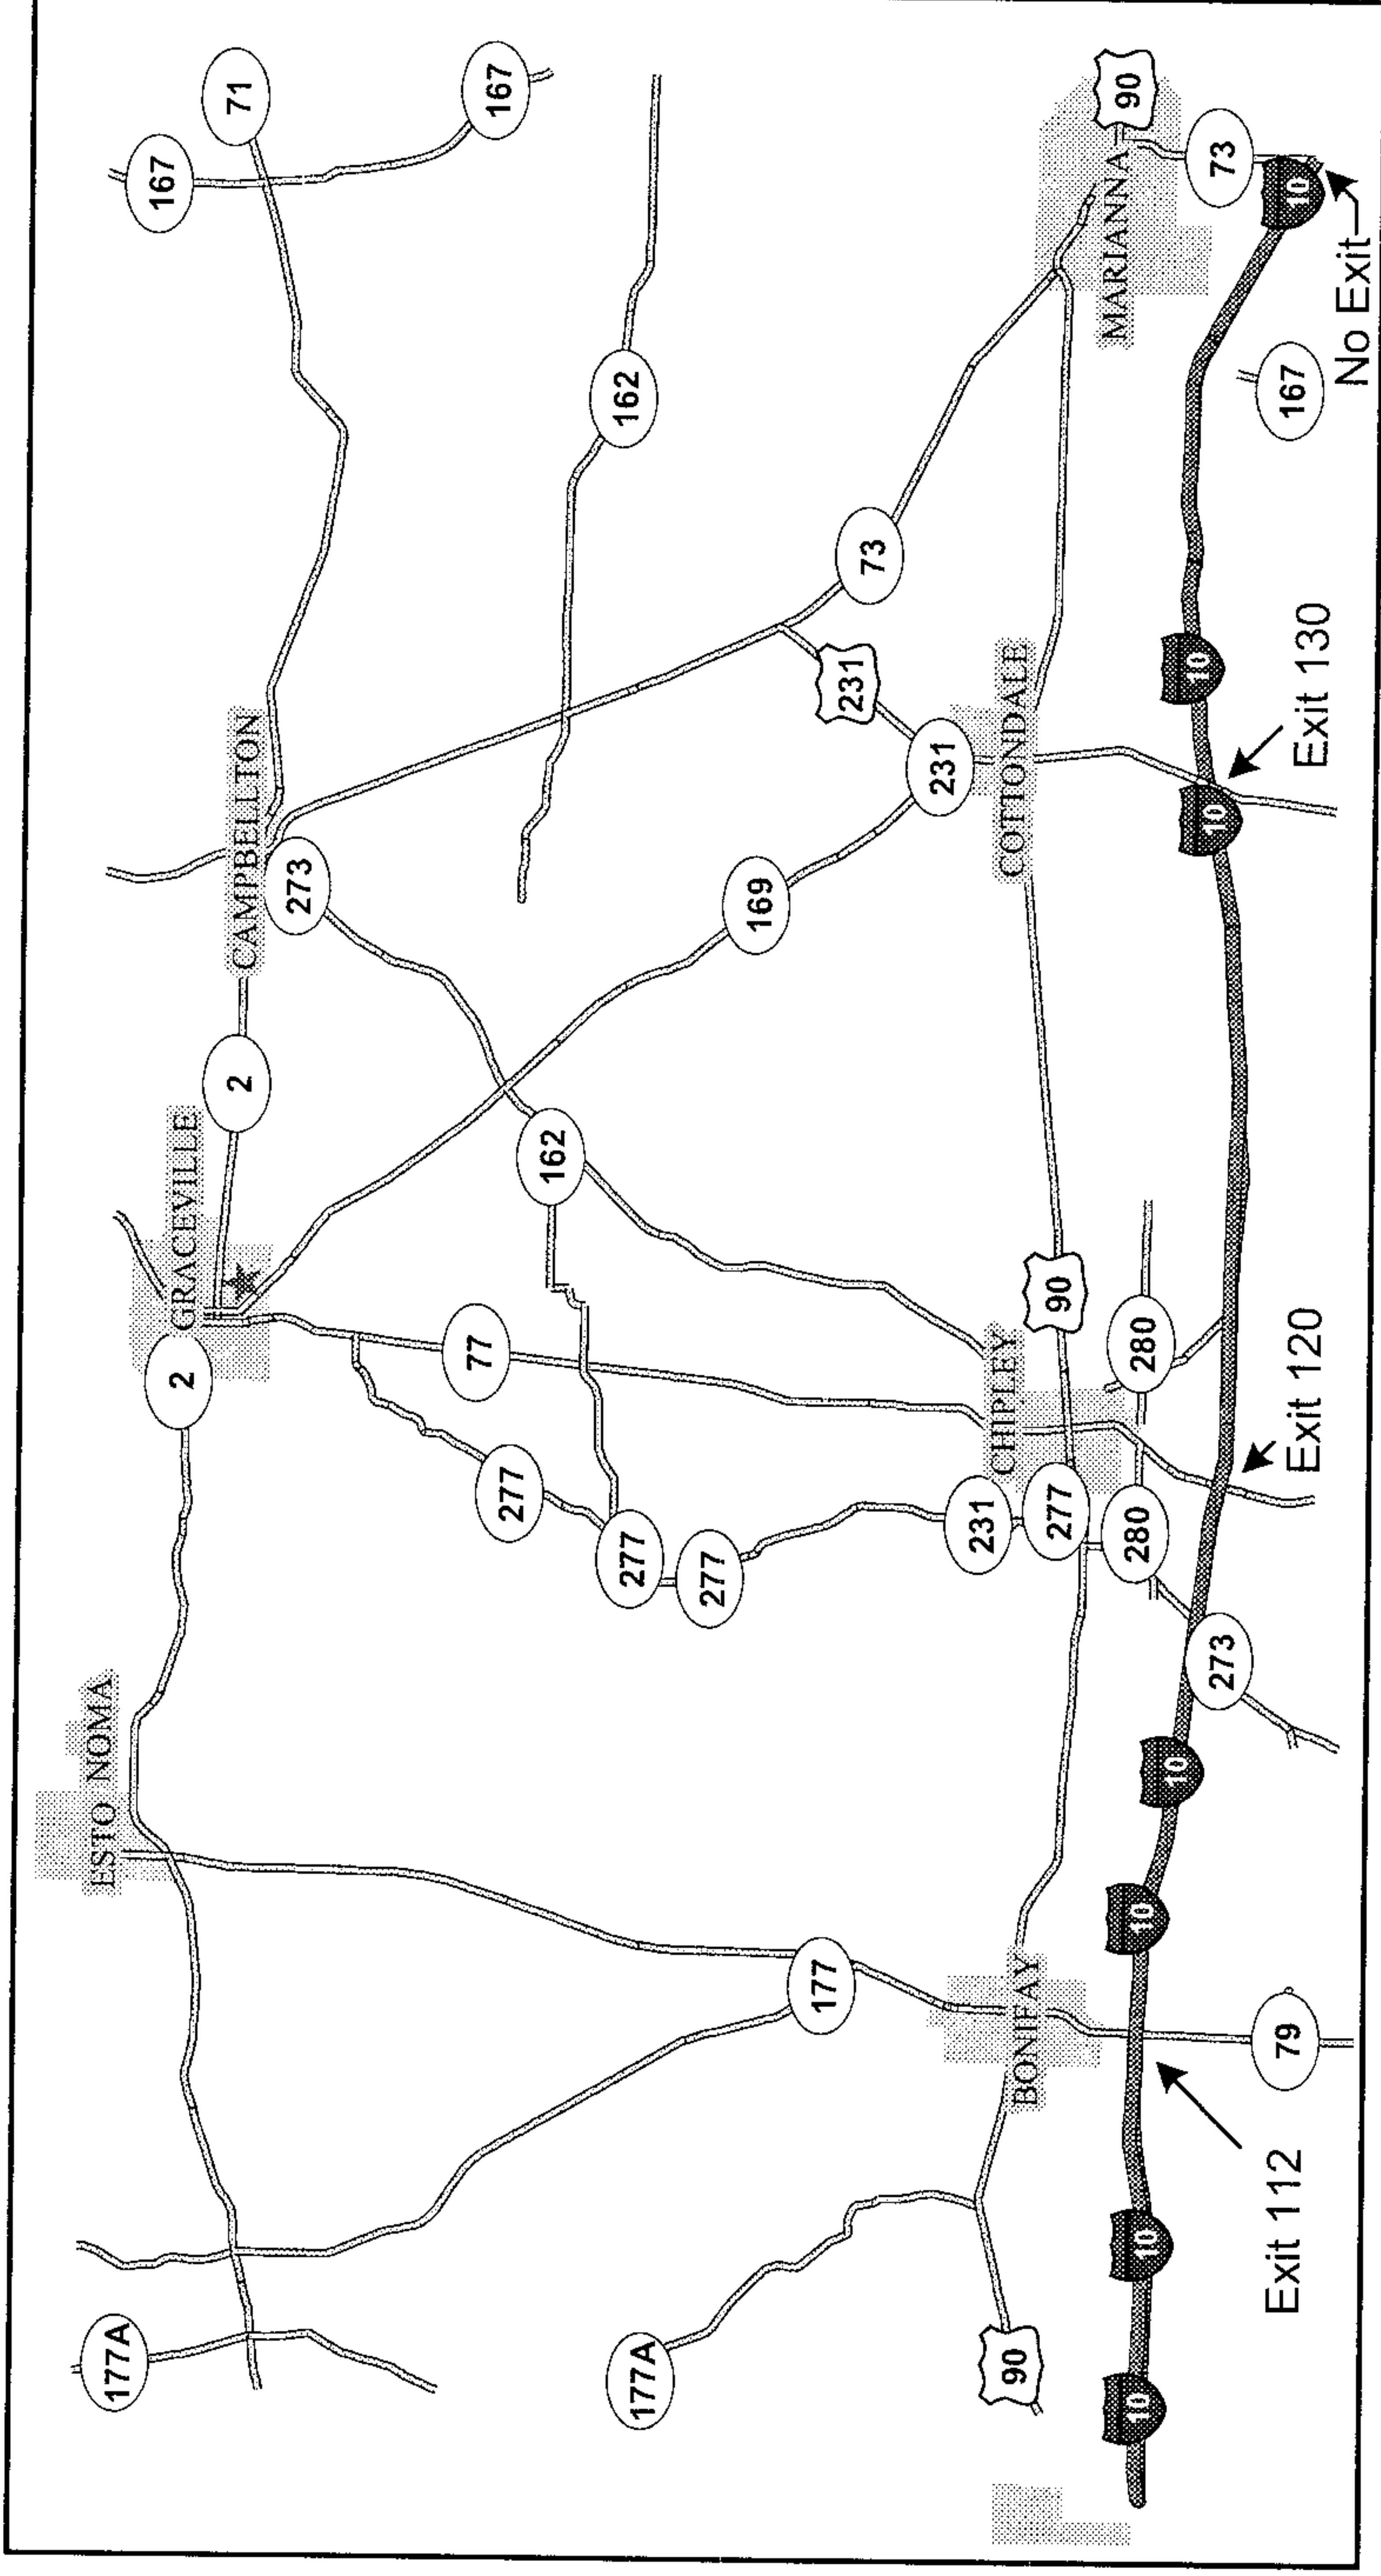 177A
ESTO NOMA
167
2
GRACEVILLE
2
CAMPBELLTON
71
273
77
167
277
162
277
162
177A
277
169
177
231
73
231
90
BONIFAY
231
CHIPLEY
COTTONDALE
277
90
MARIANNA
90
280
280
10
10
10
10
10
10
273
73
10
79
167
Exit 112
Exit 120
Exit 130
No Exit